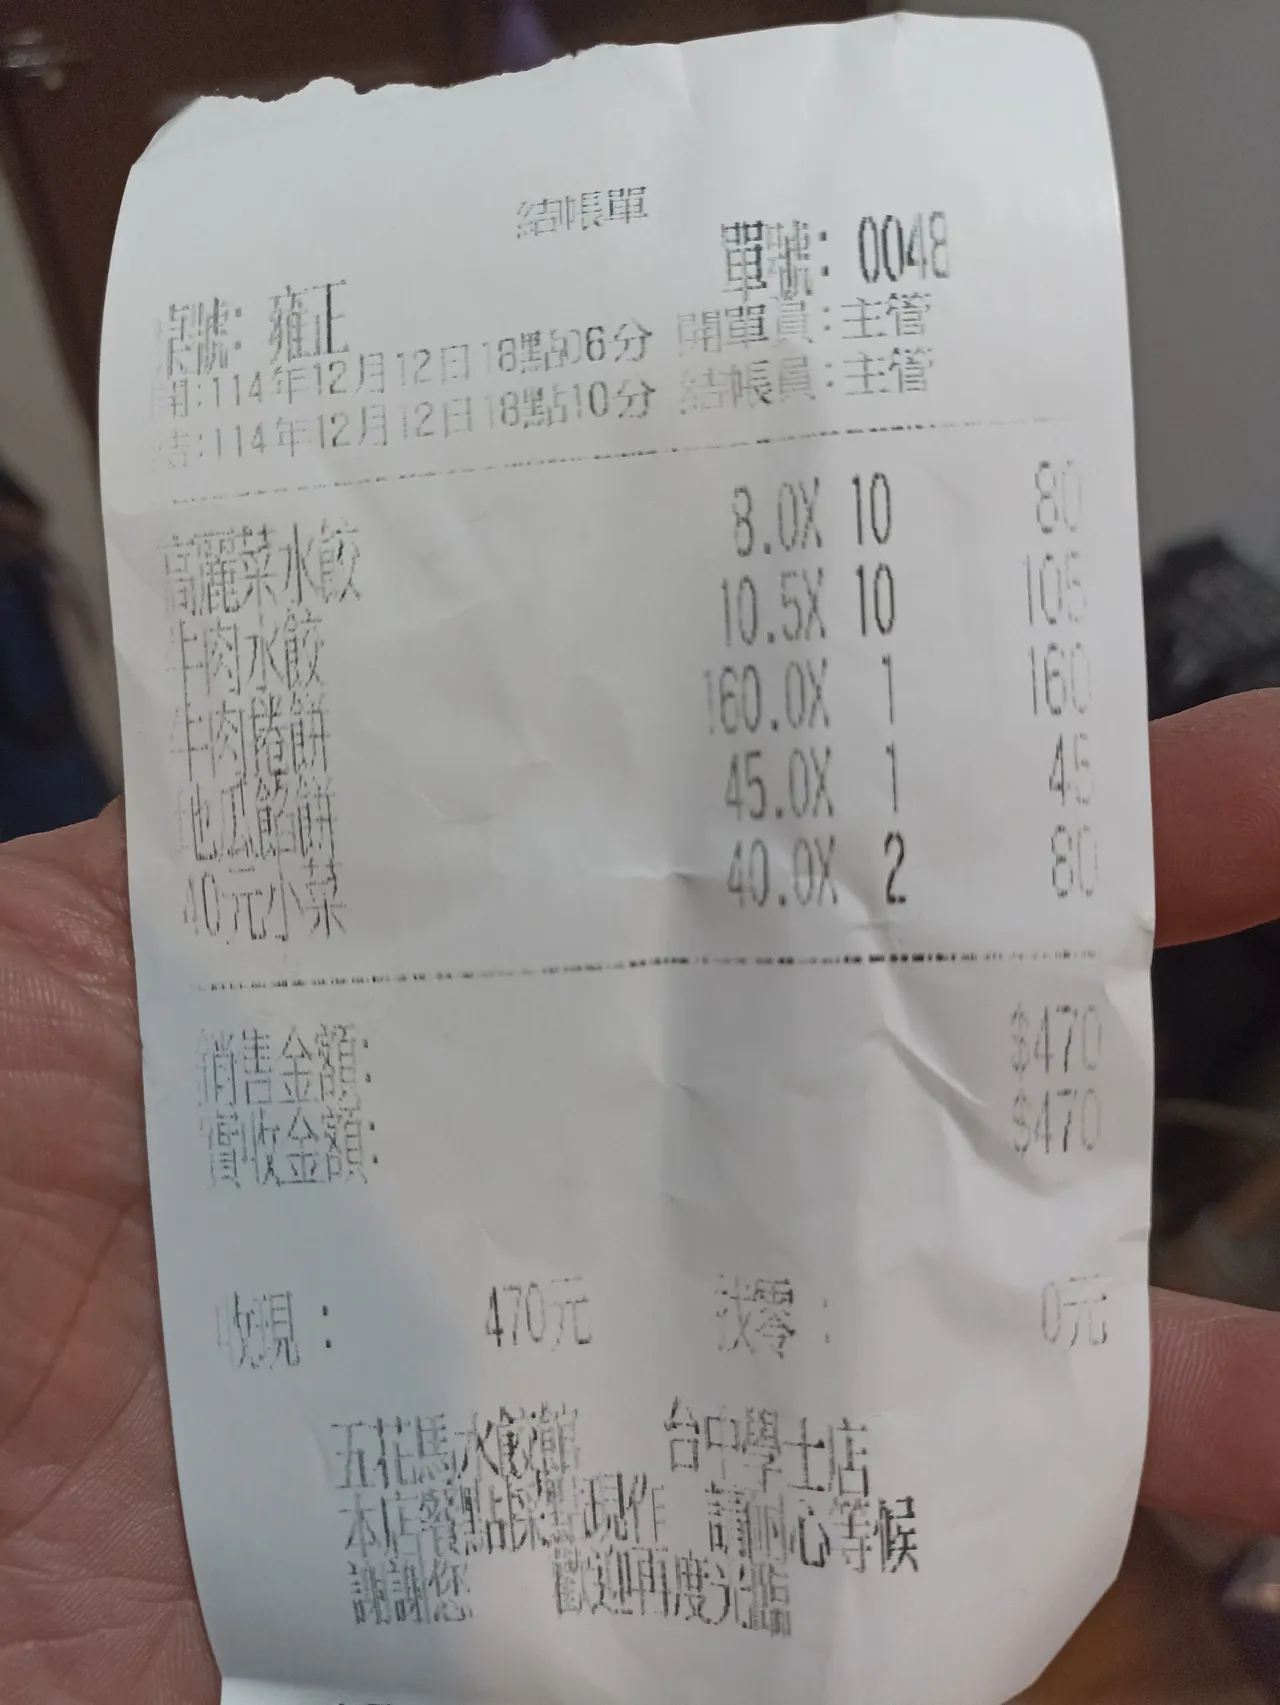 結帳單
單號: 0048
桌號: 雍正
開:114年12月12日18點06分 開單員:主管
結:114年12月12日18點10分 結帳員:主管
高麗菜水餃 8.0X 10 80
牛肉水餃 10.5X 10 105
牛肉捲餅 160.0X 1 160
地瓜餡餅 45.0X 1 45
40元小菜 40.0X 2 80
銷售金額: $470
實收金額: $470
收現: 470元 找零: 0元
五花馬水餃館 台中學士店
本店餐點採現點現作 請耐心等候
謝謝您 歡迎再度光臨